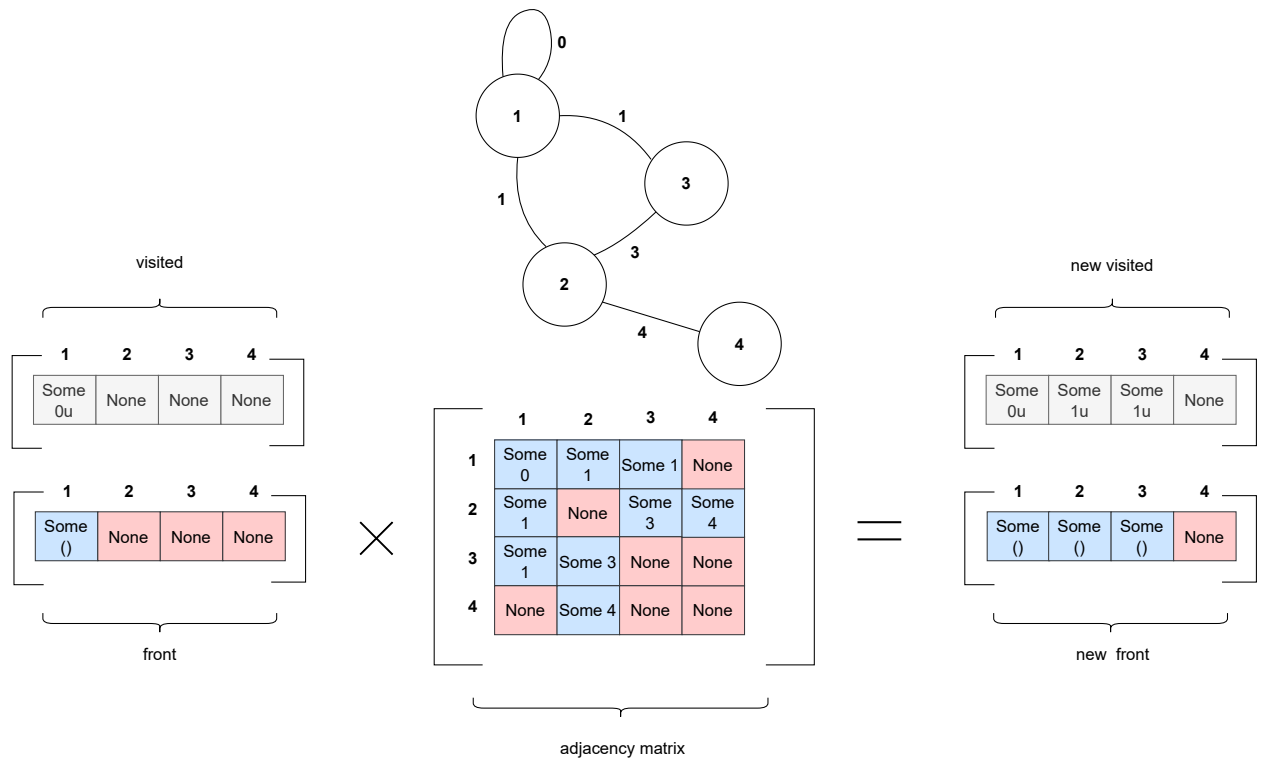 0
1
1
3
1
3
2
4
4
visited
1 2 3 4
Some
0u
None None None
1 2 3 4
Some
()
None None None
front
1 2 3 4
1
Some
0
Some
1
Some 1
None
2
Some
1
None
Some
3
Some
4
3
Some
1
Some 3
None
None
4
None
Some 4
None
None
adjacency matrix
new visited
1 2 3 4
Some
0u
Some
1u
Some
1u
None
1 2 3 4
Some
()
Some
()
Some
()
None
new front